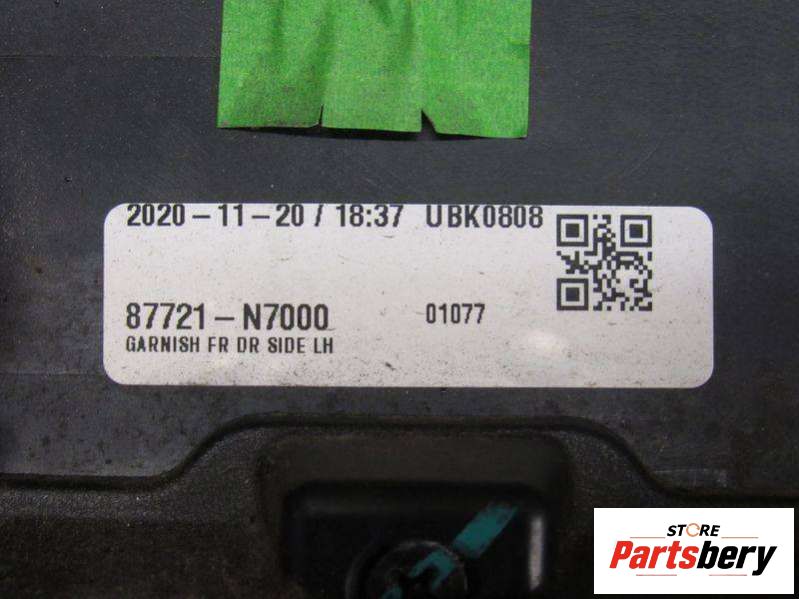 2020-11-20 / 18:37 UBK0808
87721-N7000 01077
GARNISH FR DR SIDE LH
STORE
Partsbery